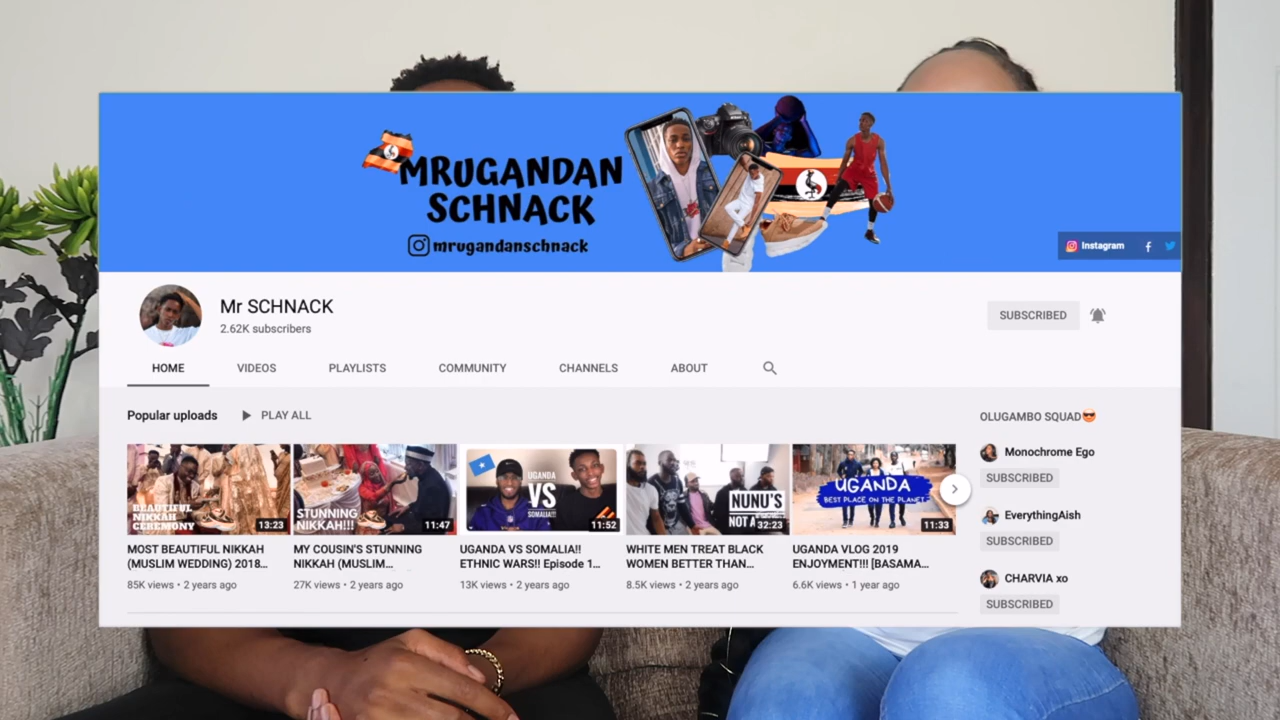 MRUGANDAN
SCHNACK
mrugandanschnack
Instagram
Mr SCHNACK
2.62K subscribers
SUBSCRIBED
HOME VIDEOS PLAYLISTS COMMUNITY CHANNELS ABOUT
Popular uploads PLAY ALL
OLUGAMBO SQUAD😎
BEAUTIFUL
NIKKAH
CEREMONY
13:23
STUNNING
NIKKAH!!!
11:47
UGANDA
VS
SOMALIA!!
11:52
NUNU'S
NOT A
32:23
UGANDA
BEST PLACE ON THE PLANET
11:33
MOST BEAUTIFUL NIKKAH
(MUSLIM WEDDING) 2018...
85K views • 2 years ago
MY COUSIN'S STUNNING
NIKKAH (MUSLIM...
27K views • 2 years ago
UGANDA VS SOMALIA!!
ETHNIC WARS!! Episode 1...
13K views • 2 years ago
WHITE MEN TREAT BLACK
WOMEN BETTER THAN...
8.5K views • 2 years ago
UGANDA VLOG 2019
ENJOYMENT!!! [BASAMA...
6.6K views • 1 year ago
Monochrome Ego
SUBSCRIBED
EverythingAish
SUBSCRIBED
CHARVIA xo
SUBSCRIBED